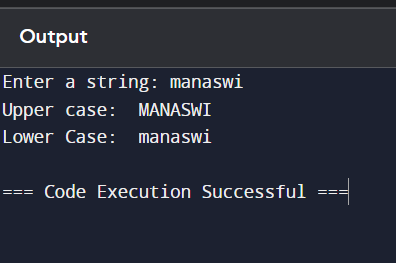 Output
Enter a string: manaswi
Upper case:  MANASWI
Lower Case:  manaswi
=== Code Execution Successful ===